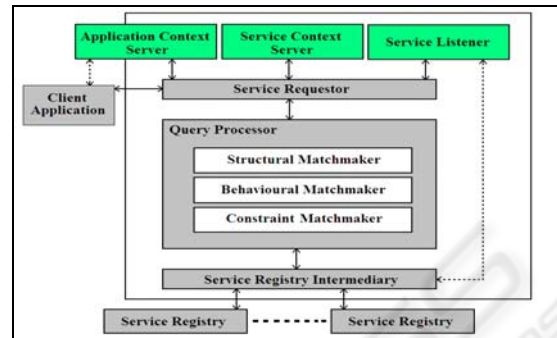 Application Context
Server
Service Context
Server
Service Listener
Client
Application
Service Requestor
Query Processor
Structural Matchmaker
Behavioural Matchmaker
Constraint Matchmaker
Service Registry Intermediary
Service Registry
Service Registry